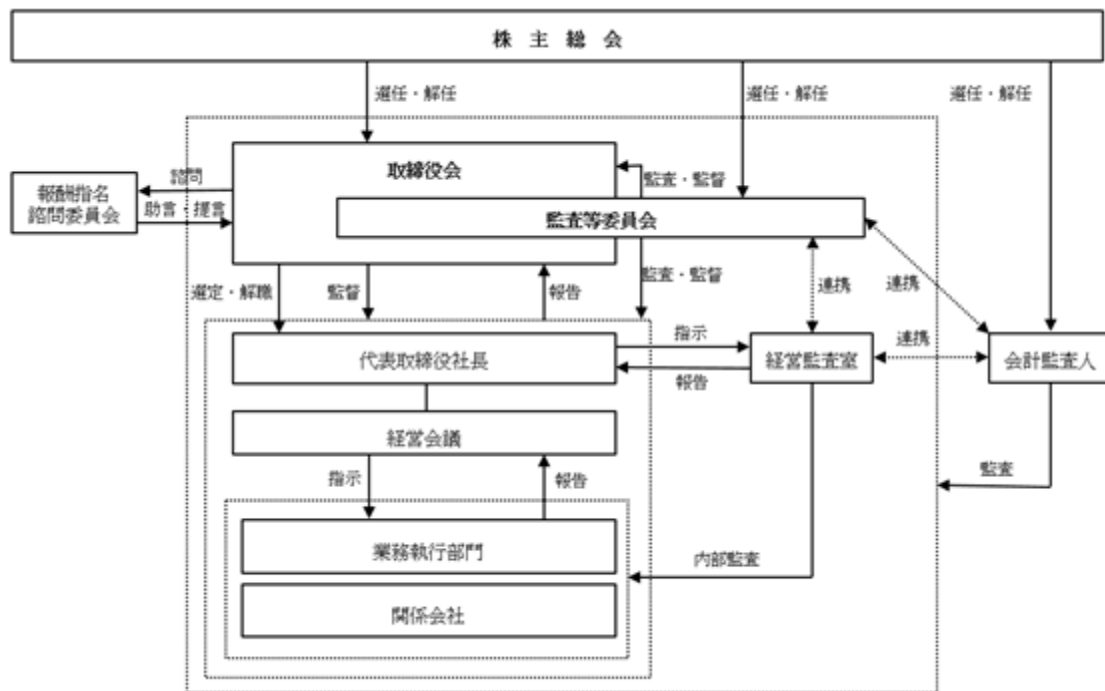 株主総会
選任・解任
選任・解任
選任・解任
取締役会
諮問
監査・監督
報酬指名
諮問委員会
助言・提言
監査等委員会
選定・解職
監督
報告
監査・監督
連携
連携
指示
連携
代表取締役社長
経営監査室
会計監査人
報告
経営会議
指示
報告
監査
業務執行部門
内部監査
関係会社